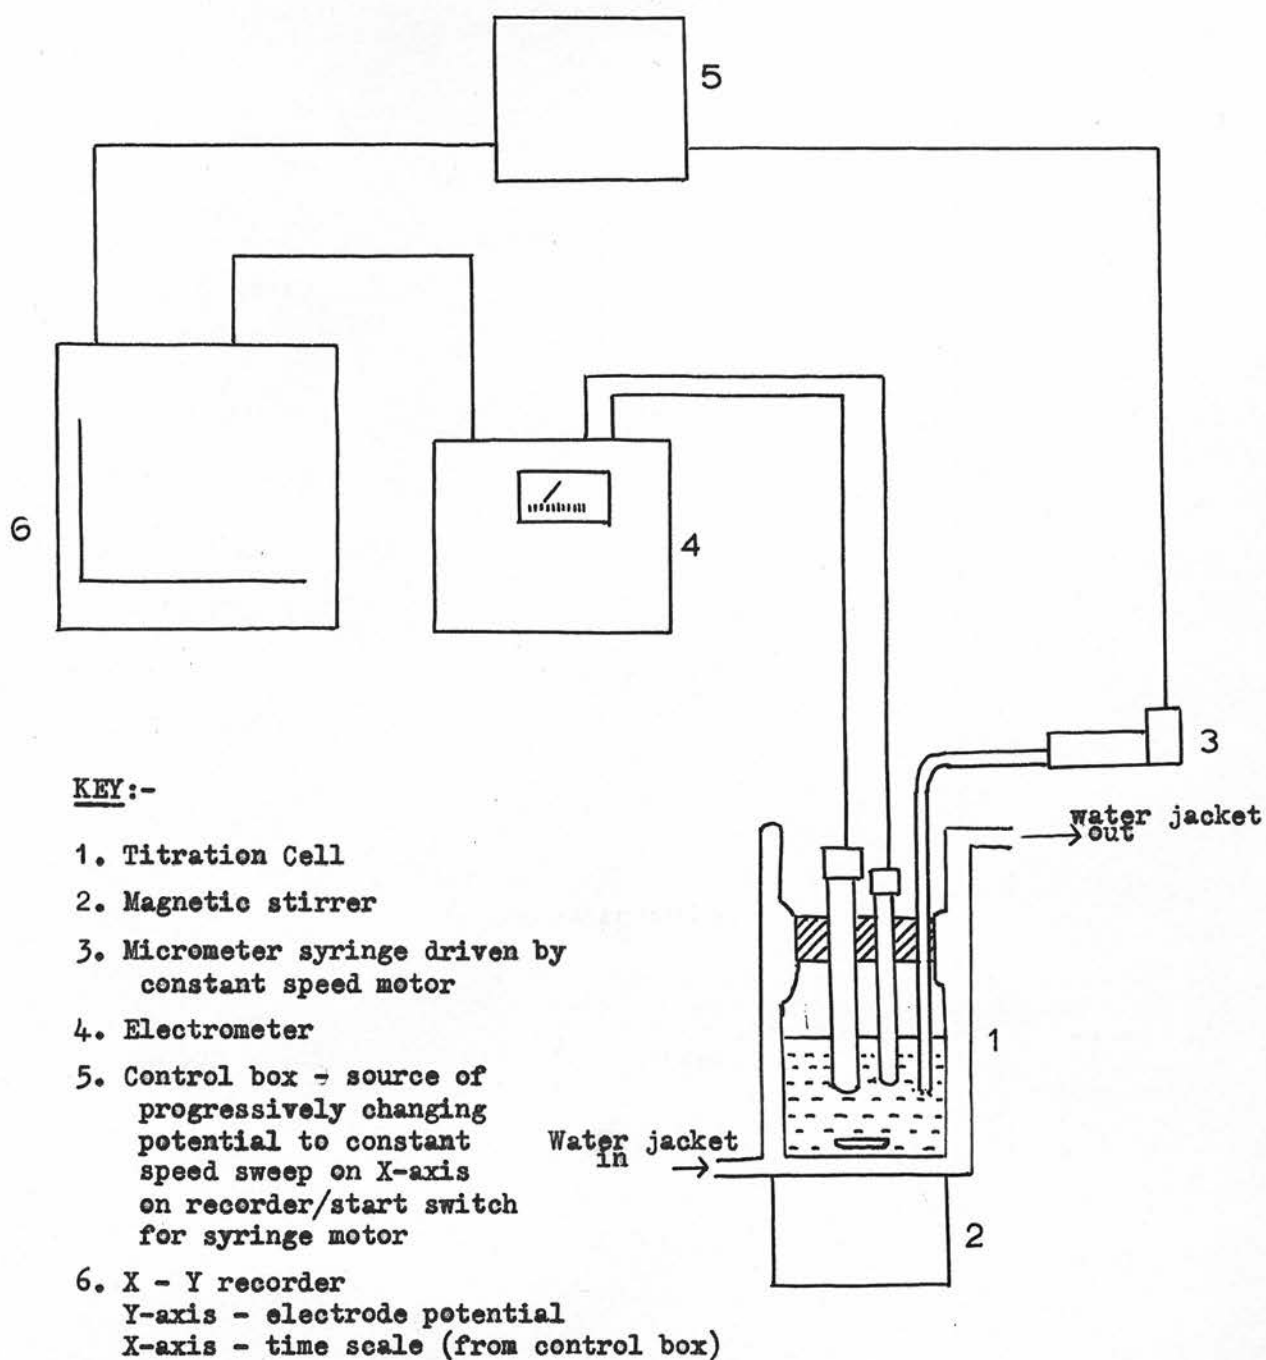 5
6
4
3
water jacket
out
KEY:-
1. Titration Cell
2. Magnetic stirrer
3. Micrometer syringe driven by
constant speed motor
4. Electrometer
1
5. Control box - source of
progressively changing
potential to constant
speed sweep on X-axis
on recorder/start switch
for syringe motor
Water jacket
in
2
6. X - Y recorder
Y-axis - electrode potential
X-axis - time scale (from control box)